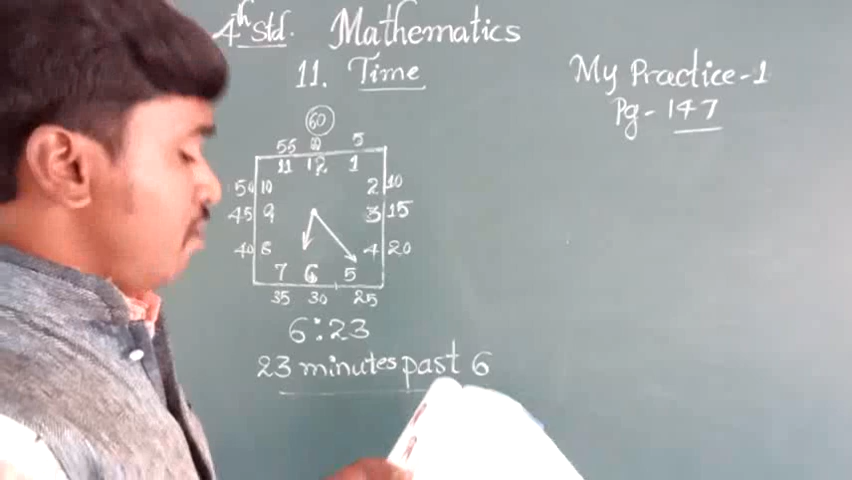 4th Std. Mathematics
11. Time
My Practice-1
Pg - 147
60
55 5
11 12 1
50 10 2 10
45 9 3 15
40 8 4 20
7 6 5
35 30 25
6:23
23 minutes past 6